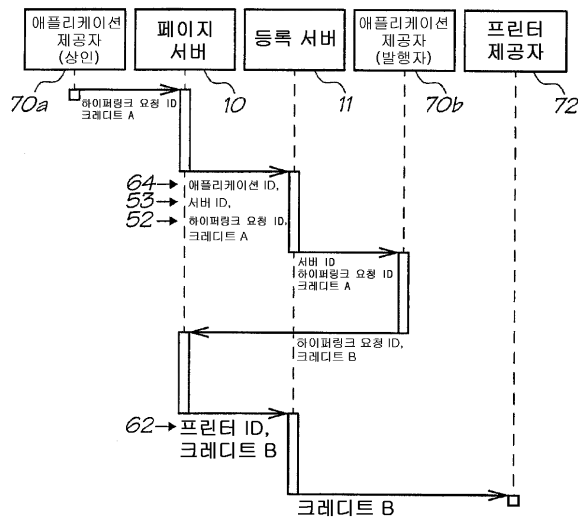 애플리케이션
제공자
(상인)
페이지
서버
등록 서버
애플리케이션
제공자
(발행자)
프린터
제공자
70a
10
11
70b
72
하이퍼링크 요청 ID
크레디트 A
64
애플리케이션 ID,
53
서버 ID,
52
하이퍼링크 요청 ID,
크레디트 A
서버 ID
하이퍼링크 요청 ID
크레디트 A
하이퍼링크 요청 ID,
크레디트 B
62
프린터 ID,
크레디트 B
크레디트 B